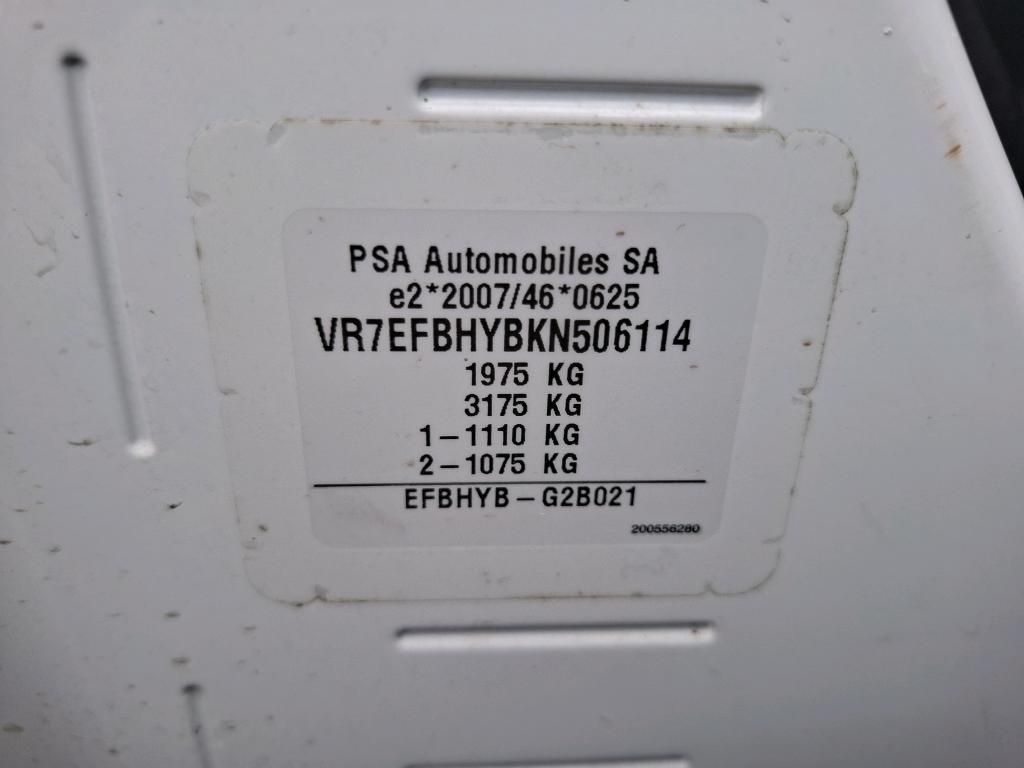 PSA Automobiles SA
e2*2007/46*0625
VR7EFBHYBKN506114
1975 KG
3175 KG
1-1110 KG
2-1075 KG
EFBHYB-G2B021
200556280